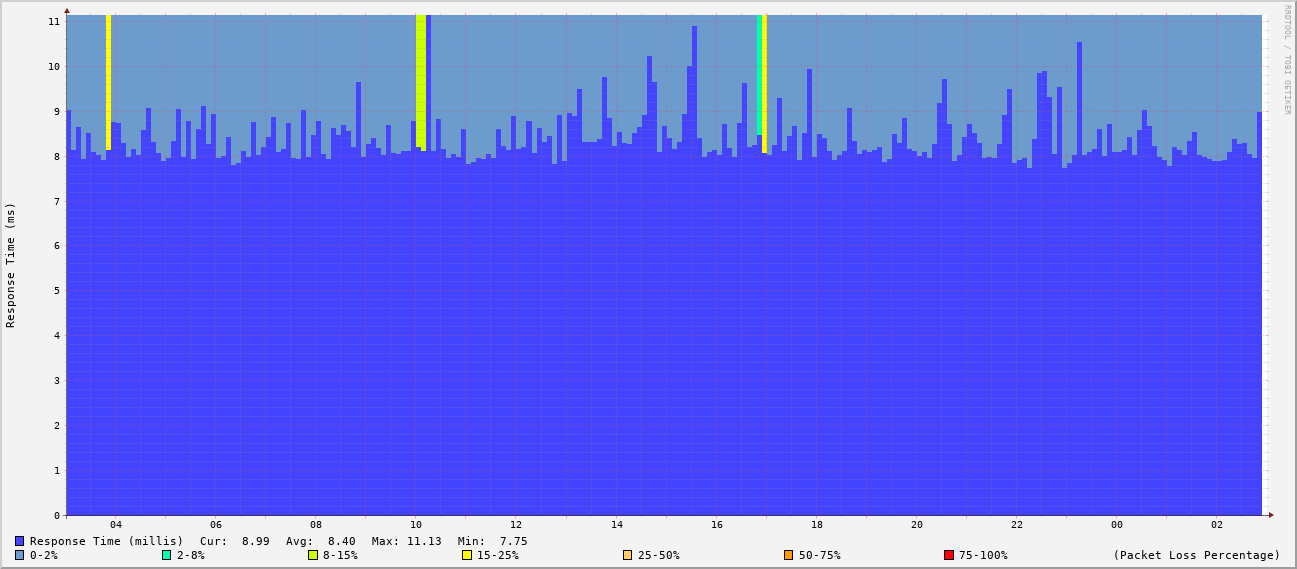 RRDTOOL / TOBI OETIKER
Response Time (ms)
11
10
9
8
7
6
5
4
3
2
1
0
04 06 08 10 12 14 16 18 20 22 00 02
Response Time (millis) Cur: 8.99 Avg: 8.40 Max: 11.13 Min: 7.75
0-2% 2-8% 8-15% 15-25% 25-50% 50-75% 75-100% (Packet Loss Percentage)